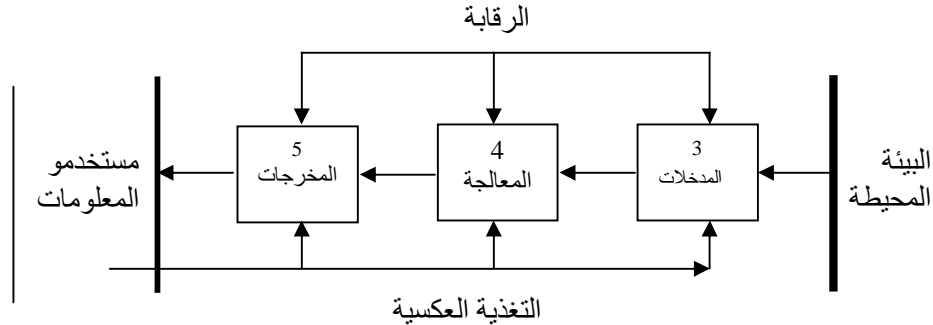 الرقابة
البيئة
المحيطة
3
المدخلات
4
المعالجة
5
المخرجات
مستخدمو
المعلومات
التغذية العكسية